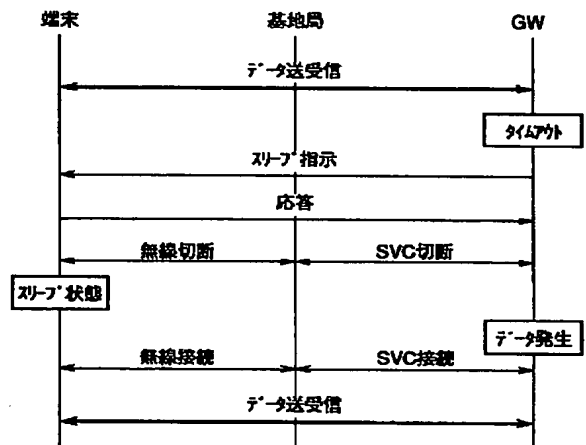 端末 基地局 GW
ﾃﾞｰﾀ送受信
ﾀｲﾑｱｳﾄ
ｽﾘｰﾌﾟ指示
応答
無線切断 SVC切断
ｽﾘｰﾌﾟ状態
ﾃﾞｰﾀ発生
無線接続 SVC接続
ﾃﾞｰﾀ送受信